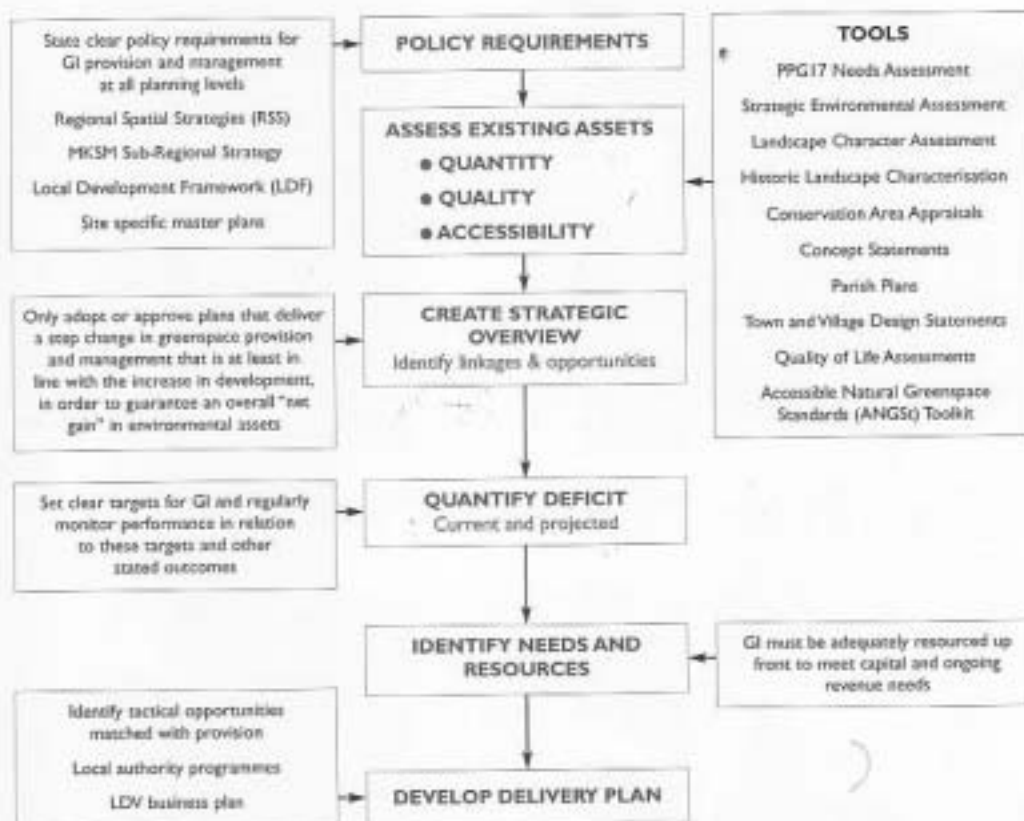 State clear policy requirements for
GI provision and management
at all planning levels
Regional Spatial Strategies (RSS)
MKSM Sub-Regional Strategy
Local Development Framework (LDF)
Site specific master plans
POLICY REQUIREMENTS
ASSESS EXISTING ASSETS
● QUANTITY
● QUALITY
● ACCESSIBILITY
TOOLS
PPG17 Needs Assessment
Strategic Environmental Assessment
Landscape Character Assessment
Historic Landscape Characterisation
Conservation Area Appraisals
Concept Statements
Parish Plans
Town and Village Design Statements
Quality of Life Assessments
Accessible Natural Greenspace
Standards (ANGSt) Toolkit
Only adopt or approve plans that deliver
a step change in greenspace provision
and management that is at least in
line with the increase in development,
in order to guarantee an overall "net
gain" in environmental assets
CREATE STRATEGIC
OVERVIEW
Identify linkages & opportunities
Set clear targets for GI and regularly
monitor performance in relation
to these targets and other
stated outcomes
QUANTIFY DEFICIT
Current and projected
IDENTIFY NEEDS AND
RESOURCES
GI must be adequately resourced up
front to meet capital and ongoing
revenue needs
Identify tactical opportunities
matched with provision
Local authority programmes
LDV business plan
DEVELOP DELIVERY PLAN